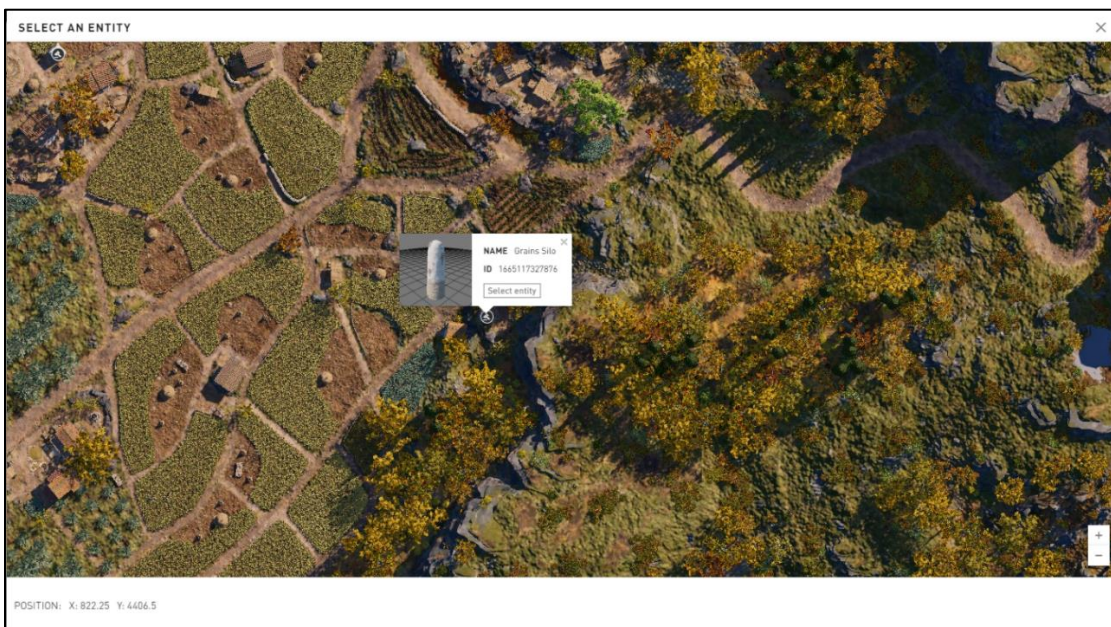 SELECT AN ENTITY
NAME Grains Silo
ID 1665117327876
Select entity
POSITION: X: 822.25 Y: 4406.5